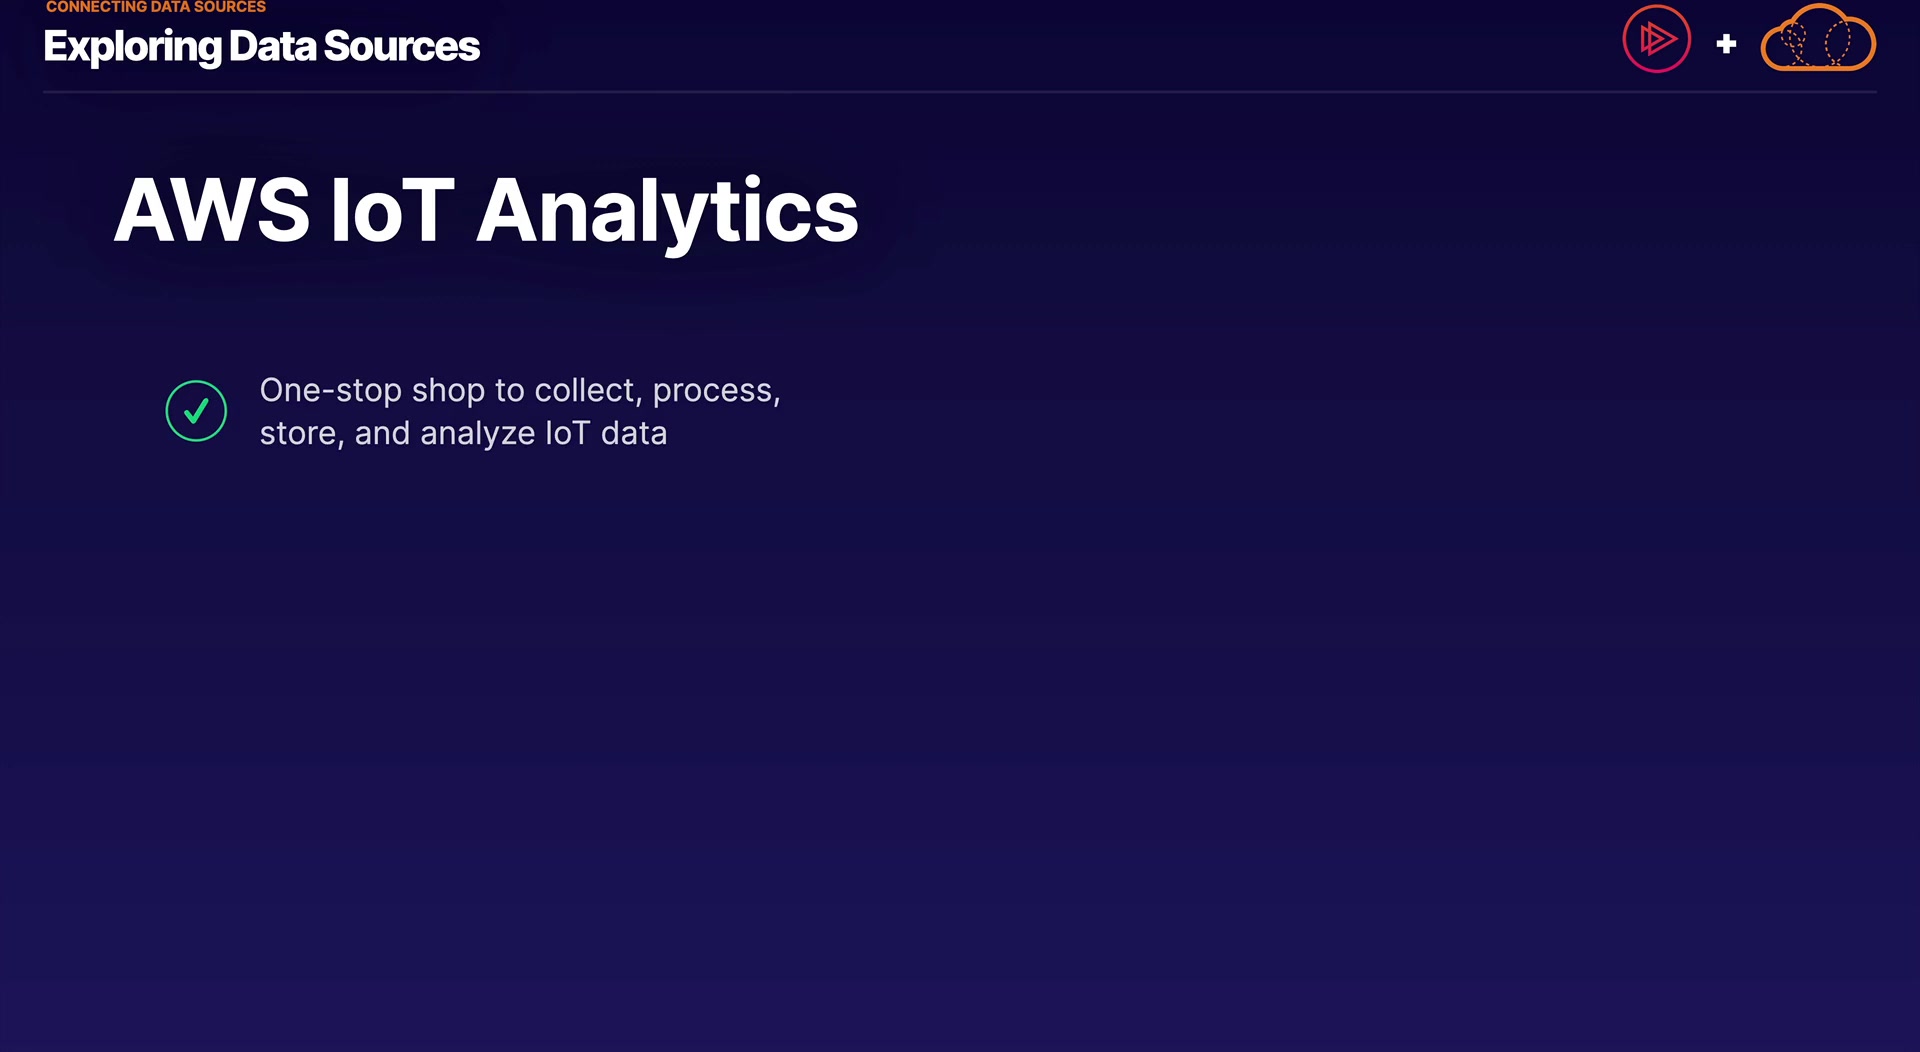 CONNECTING DATA SOURCES
Exploring Data Sources
AWS IoT Analytics
One-stop shop to collect, process,
store, and analyze IoT data